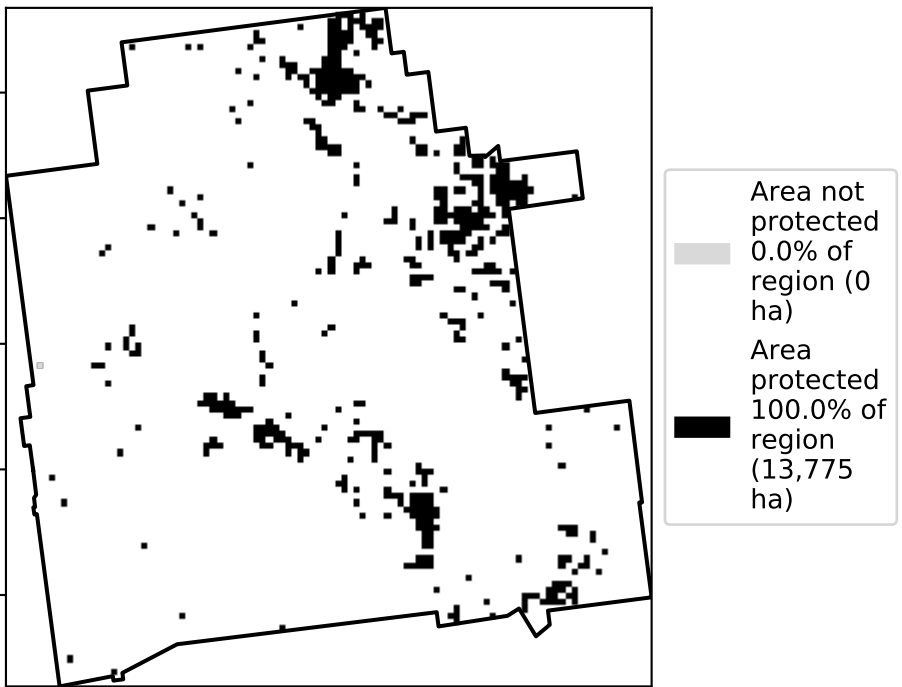 Area not
protected
0.0% of
region (0
ha)
Area
protected
100.0% of
region
(13,775
ha)